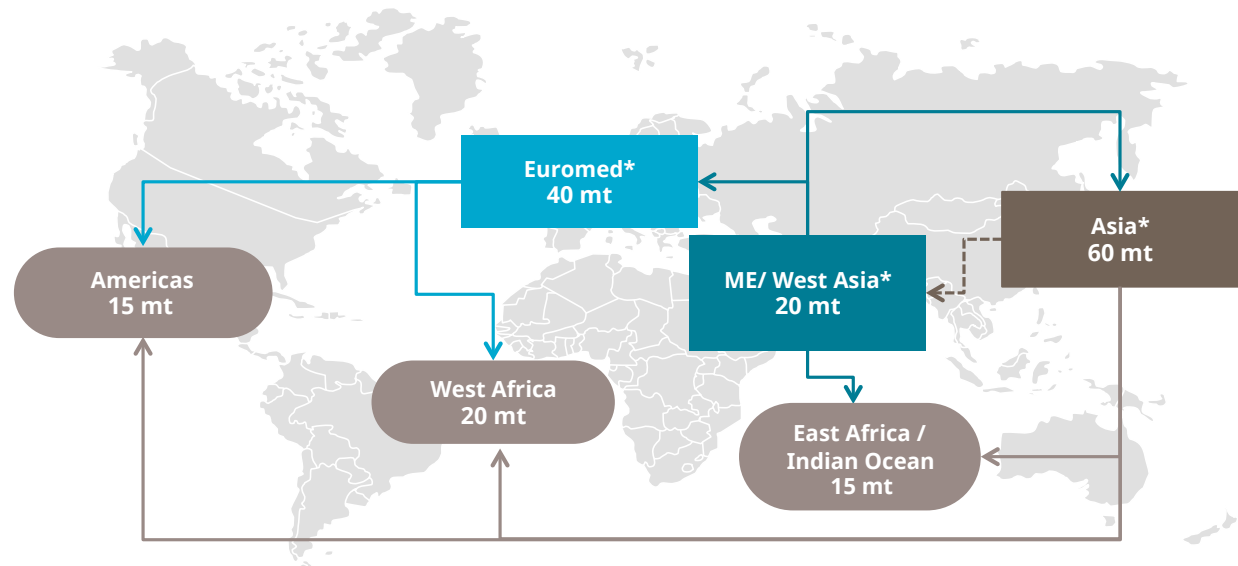 Euromed*
40 mt
Asia*
60 mt
ME/ West Asia*
20 mt
Americas
15 mt
West Africa
20 mt
East Africa /
Indian Ocean
15 mt